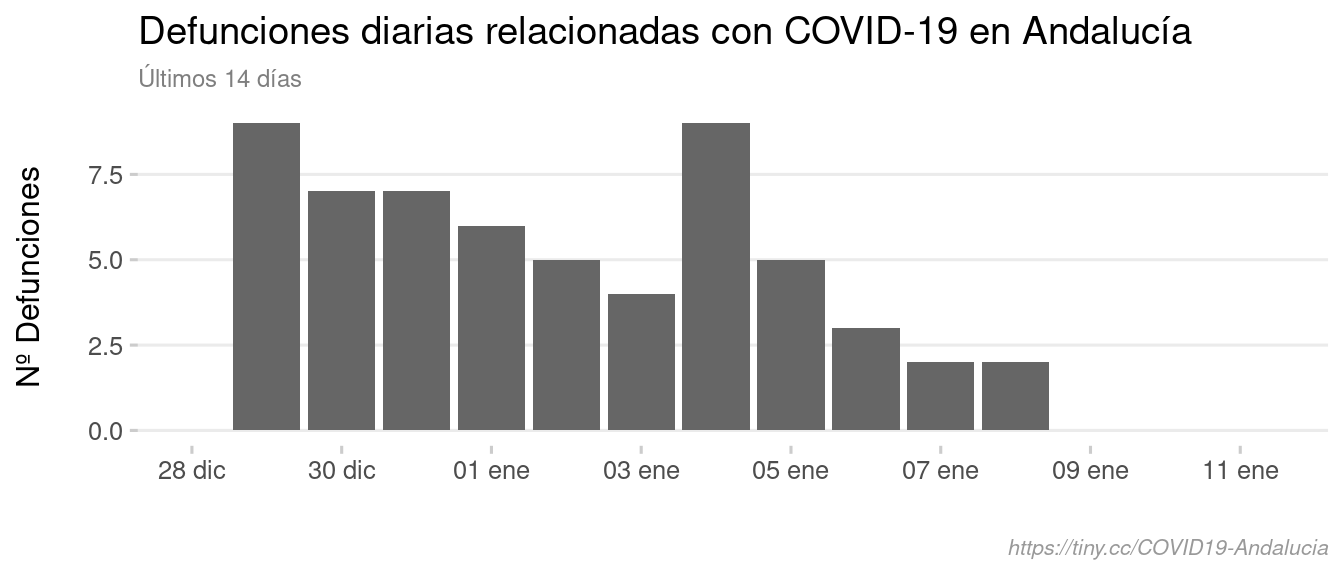 Defunciones diarias relacionadas con COVID-19 en Andalucía
Últimos 14 días
Nº Defunciones
7.5
5.0
2.5
0.0
28 dic
30 dic
01 ene
03 ene
05 ene
07 ene
09 ene
11 ene
https://tiny.cc/COVID19-Andalucia